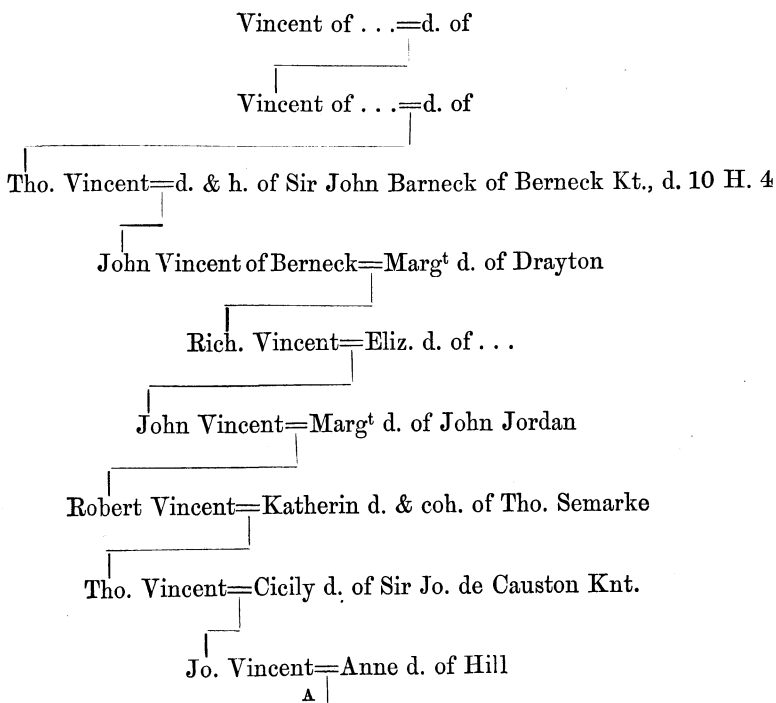 Vincent of . . .=d. of
Vincent of . . .=d. of
Tho. Vincent=d. & h. of Sir John Barneck of Berneck Kt., d. 10 H. 4
John Vincent of Berneck=Margᵗ d. of Drayton
Rich. Vincent=Eliz. d. of . . .
John Vincent=Margᵗ d. of John Jordan
Robert Vincent=Katherin d. & coh. of Tho. Semarke
Tho. Vincent=Cicily d. of Sir Jo. de Causton Knt.
Jo. Vincent=Anne d. of Hill
A